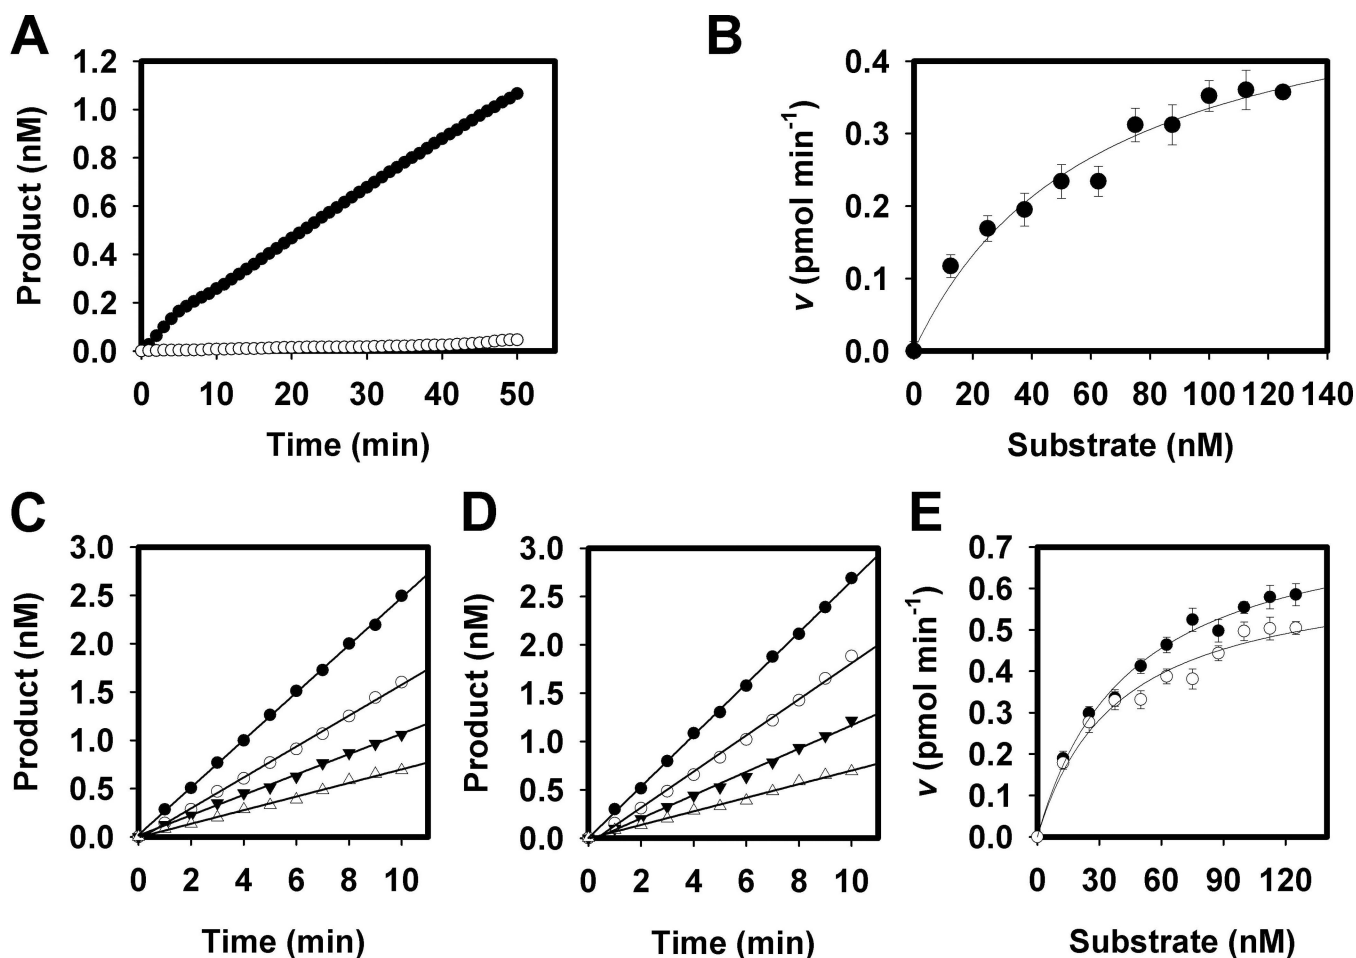 A
1.2
1.0
0.8
0.6
0.4
0.2
0.0
Product (nM)
0 10 20 30 40 50
Time (min)
B
0.4
0.3
0.2
0.1
0.0
v (pmol min⁻¹)
0 20 40 60 80 100 120 140
Substrate (nM)
C
3.0
2.5
2.0
1.5
1.0
0.5
0.0
Product (nM)
0 2 4 6 8 10
Time (min)
D
3.0
2.5
2.0
1.5
1.0
0.5
0.0
Product (nM)
0 2 4 6 8 10
Time (min)
E
0.7
0.6
0.5
0.4
0.3
0.2
0.1
0.0
v (pmol min⁻¹)
0 30 60 90 120
Substrate (nM)